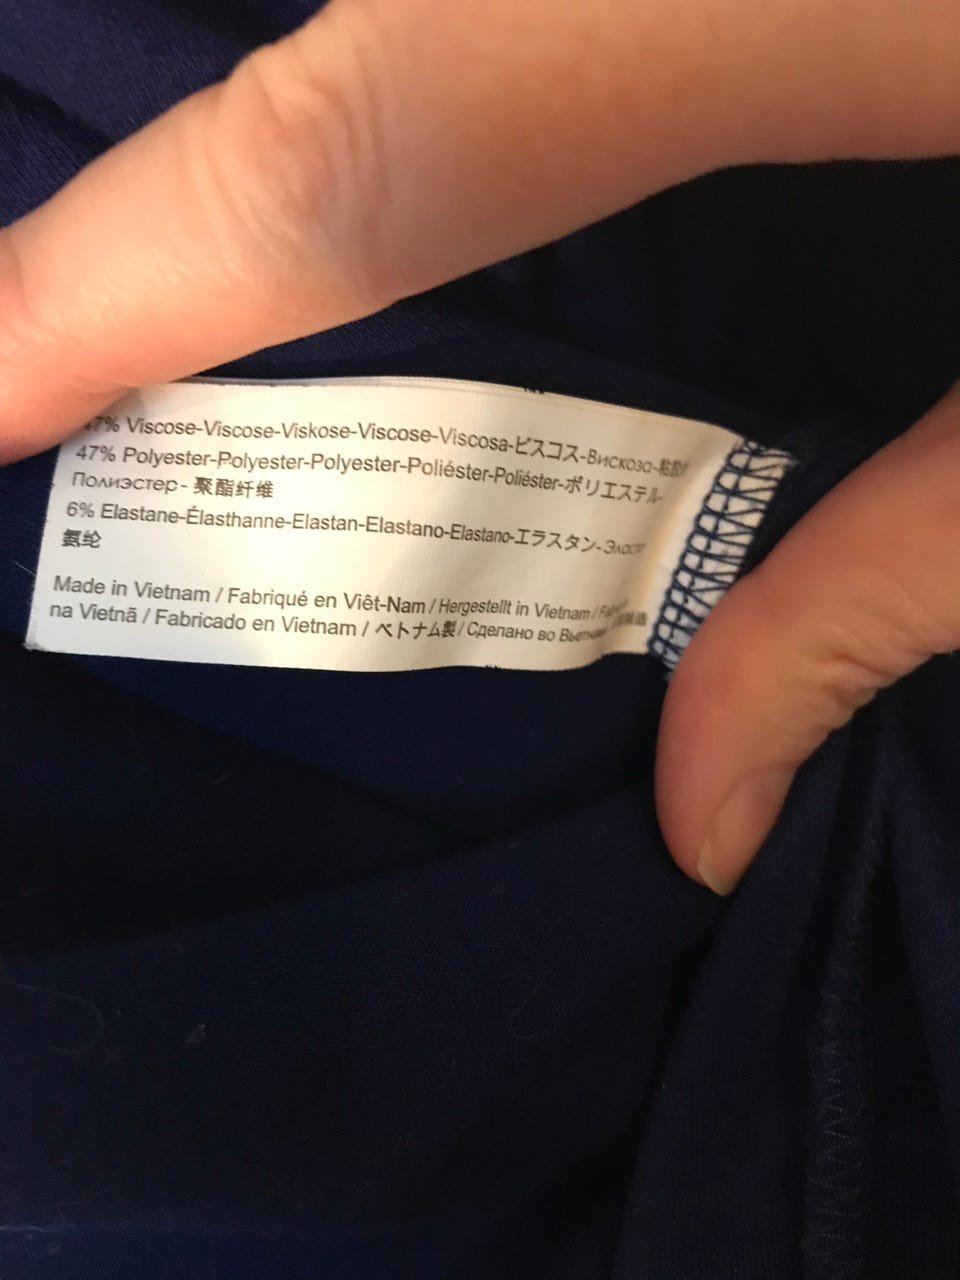 47% Viscose-Viscose-Viskose-Viscose-Viscosa-ビスコス-Вискоза-粘胶
47% Polyester-Polyester-Polyester-Poliéster-Poliéster-ポリエステル-
Полиэстер- 聚酯纤维
6% Elastane-Élasthanne-Elastan-Elastano-Elastano-エラスタン-
氨纶
Made in Vietnam / Fabriqué en Viêt-Nam / Hergestellt in Vietnam /
na Vietnã / Fabricado en Vietnam / ベトナム製 / Сделано во